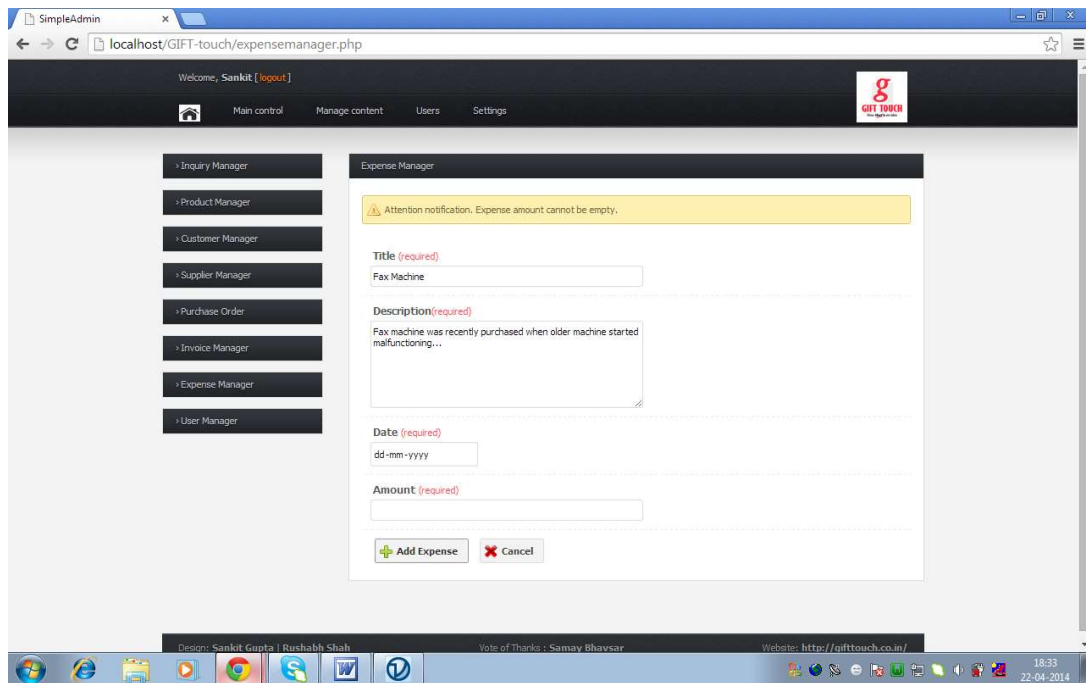 SimpleAdmin
localhost/GIFT-touch/expensemanager.php
Welcome, Sankit [ logout ]
Main control Manage content Users Settings
g
GIFT TOUCH
› Inquiry Manager
› Product Manager
› Customer Manager
› Supplier Manager
› Purchase Order
› Invoice Manager
› Expense Manager
› User Manager
Expense Manager
Attention notification. Expense amount cannot be empty.
Title (required)
Fax Machine
Description(required)
Fax machine was recently purchased when older machine started
malfunctioning...
Date (required)
dd-mm-yyyy
Amount (required)
Add Expense Cancel
Design: Sankit Gupta | Rushabh Shah Vote of Thanks : Samay Bhavsar Website: http://gifttouch.co.in/
18:33
22-04-2014